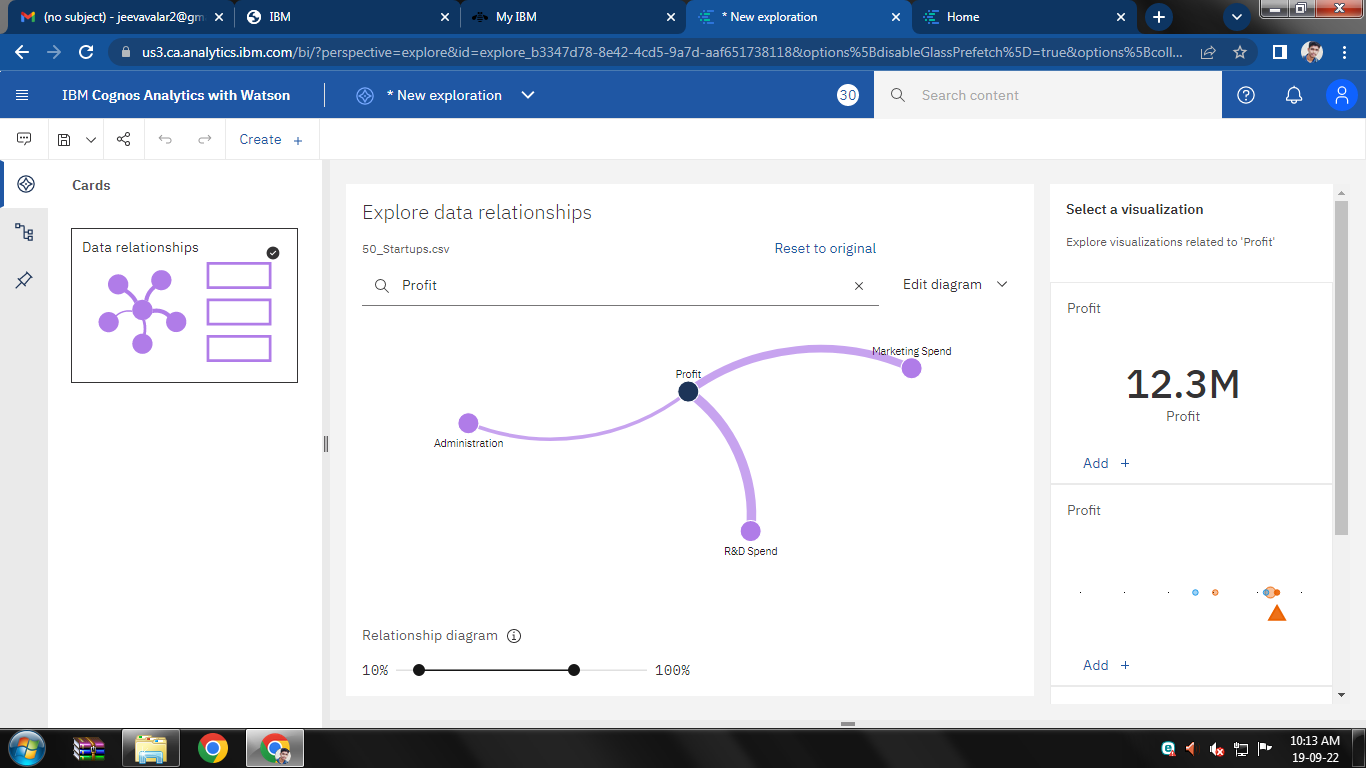 (no subject) - jeevavalar2@gm
IBM
My IBM
* New exploration
Home
us3.ca.analytics.ibm.com/bi/?perspective=explore&id=explore_b3347d78-8e42-4cd5-9a7d-aaf651738118&options%5BdisableGlassPrefetch%5D=true&options%5Bcoll...
IBM Cognos Analytics with Watson
* New exploration
30
Search content
Create +
Cards
Data relationships
Explore data relationships
50_Startups.csv
Reset to original
Profit
Edit diagram
Marketing Spend
Profit
Administration
R&D Spend
Relationship diagram
10%
100%
Select a visualization
Explore visualizations related to 'Profit'
Profit
12.3M
Profit
Add +
Profit
Add +
10:13 AM
19-09-22